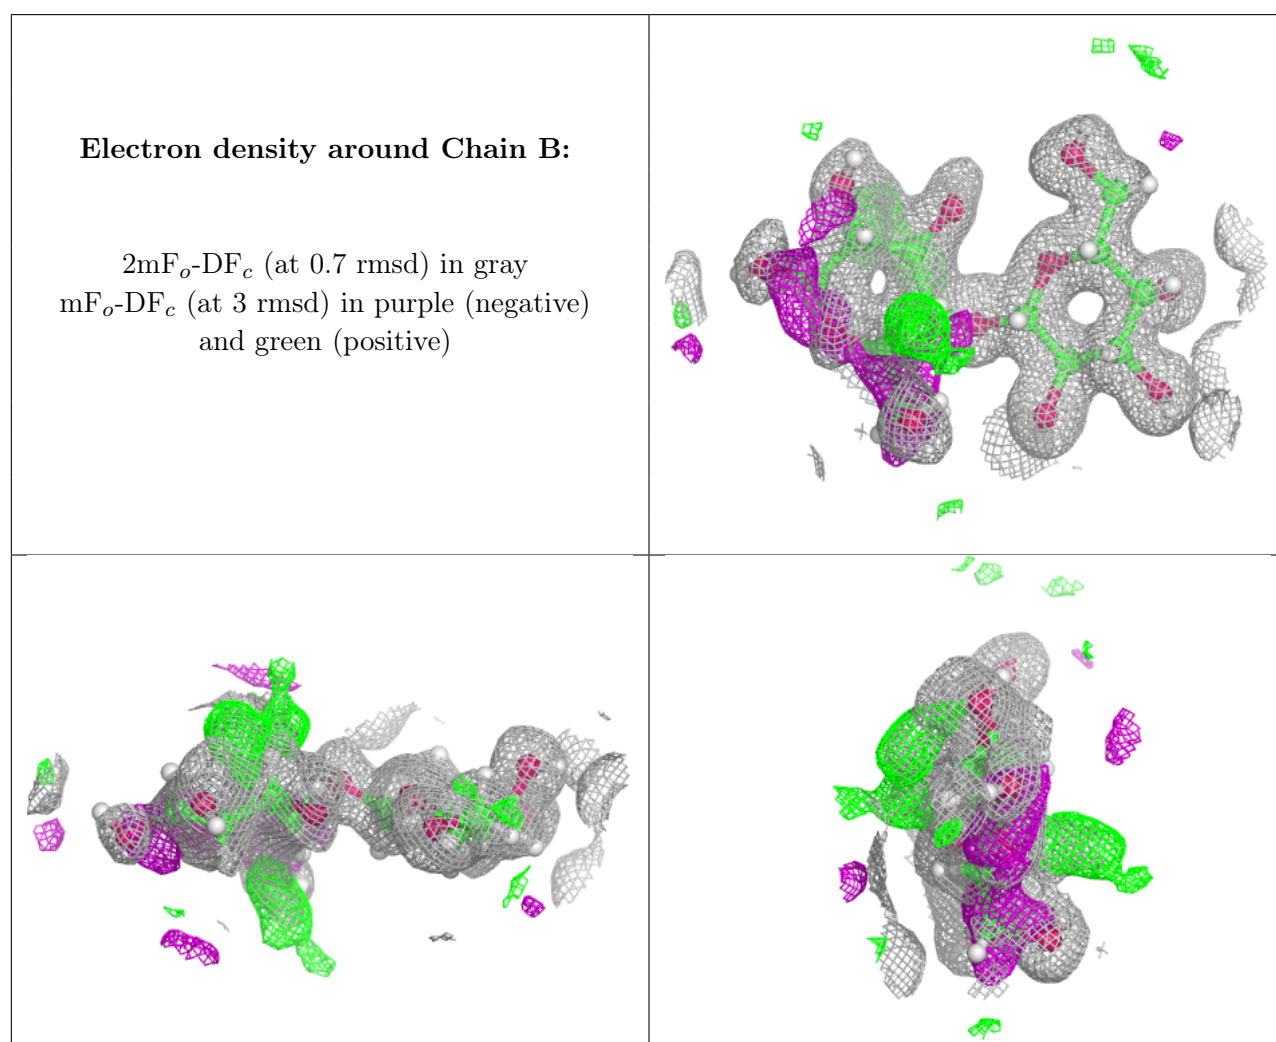 Electron density around Chain B:
2mFₒ-DF𝒸 (at 0.7 rmsd) in gray
mFₒ-DF𝒸 (at 3 rmsd) in purple (negative)
and green (positive)